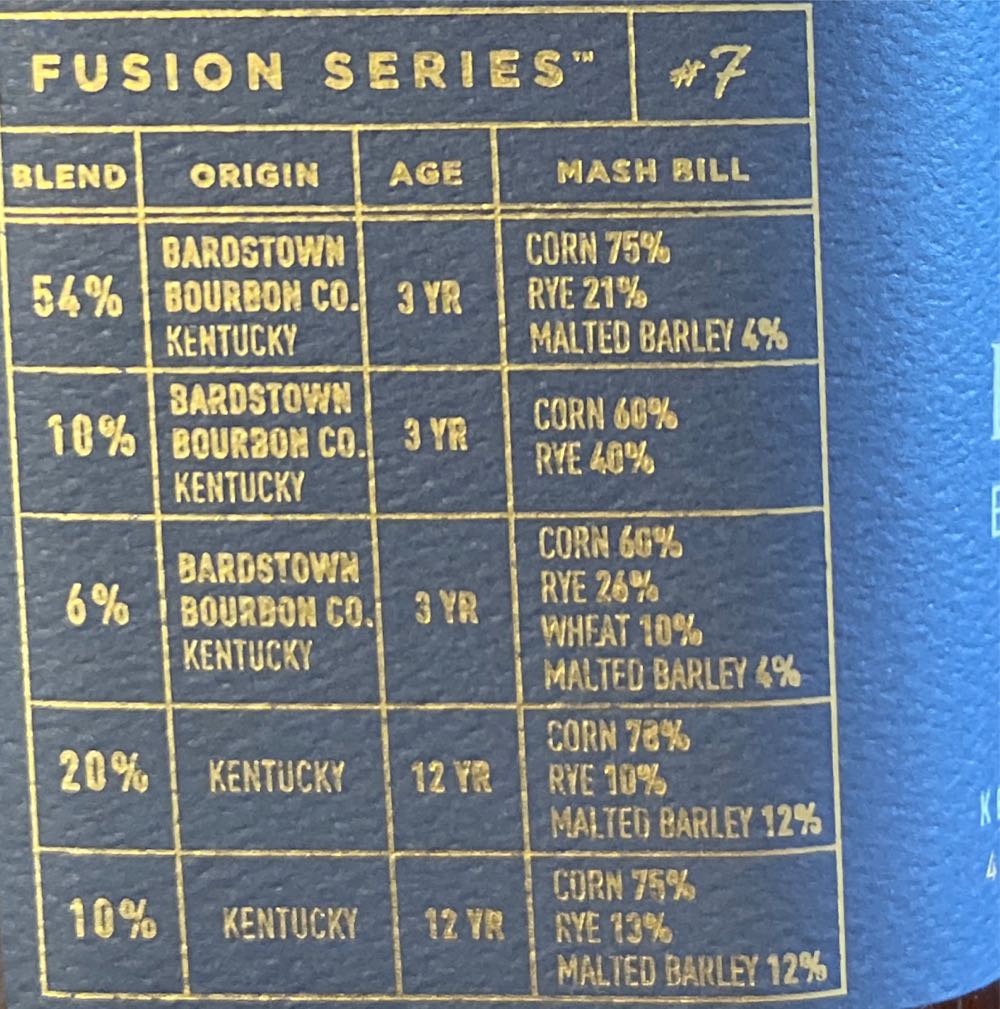 FUSION SERIES™ #7
BLEND ORIGIN AGE MASH BILL
54% BARDSTOWN BOURBON CO. KENTUCKY 3 YR CORN 75%
RYE 21%
MALTED BARLEY 4%
10% BARDSTOWN BOURBON CO. KENTUCKY 3 YR CORN 60%
RYE 40%
6% BARDSTOWN BOURBON CO. KENTUCKY 3 YR CORN 60%
RYE 26%
WHEAT 10%
MALTED BARLEY 4%
20% KENTUCKY 12 YR CORN 78%
RYE 10%
MALTED BARLEY 12%
10% KENTUCKY 12 YR CORN 75%
RYE 13%
MALTED BARLEY 12%